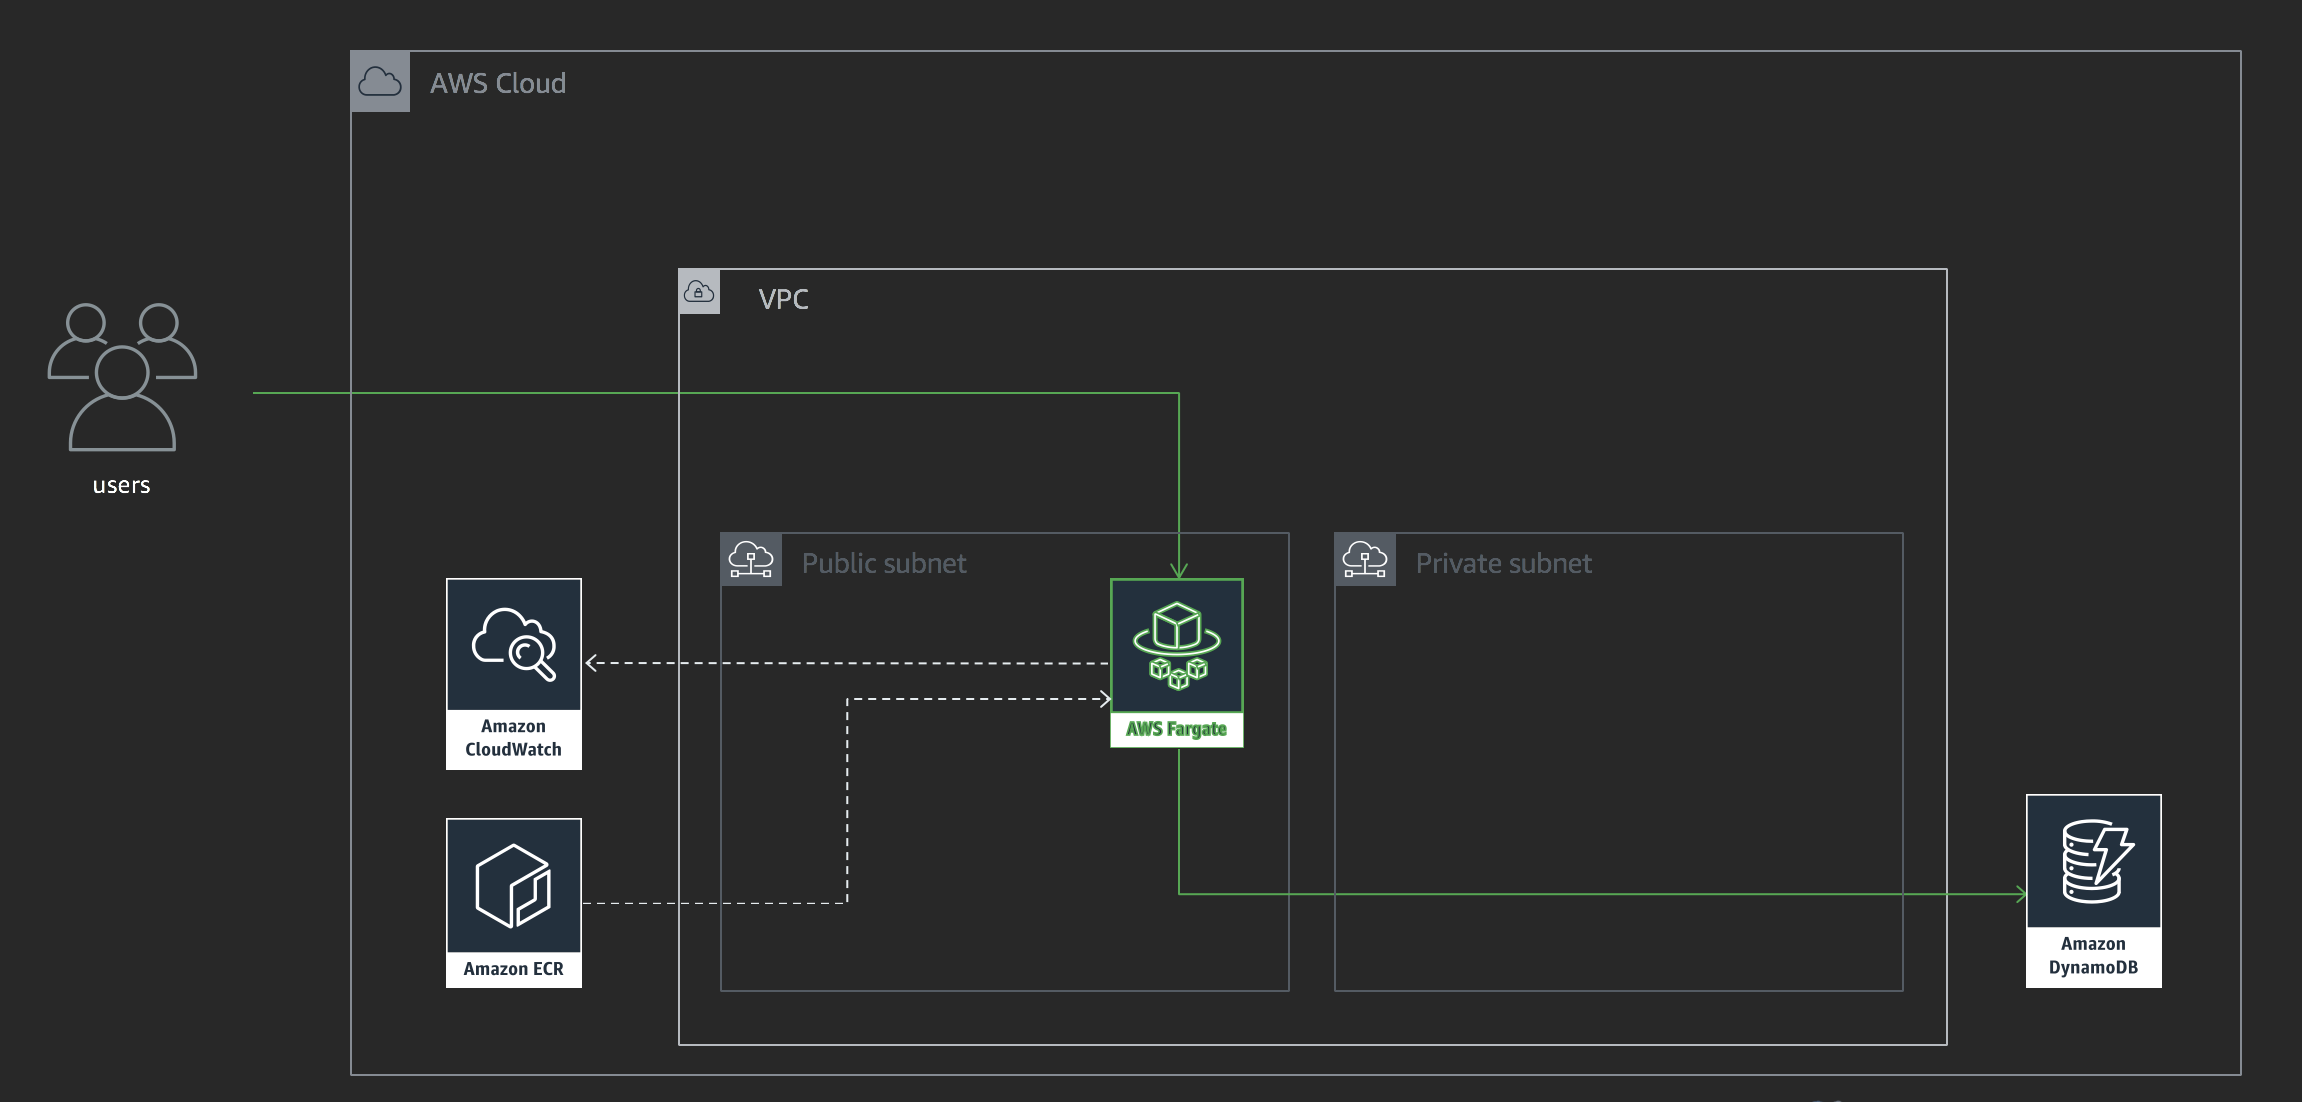 AWS Cloud
VPC
users
Public subnet
Private subnet
Amazon
CloudWatch
AWS Fargate
Amazon ECR
Amazon
DynamoDB